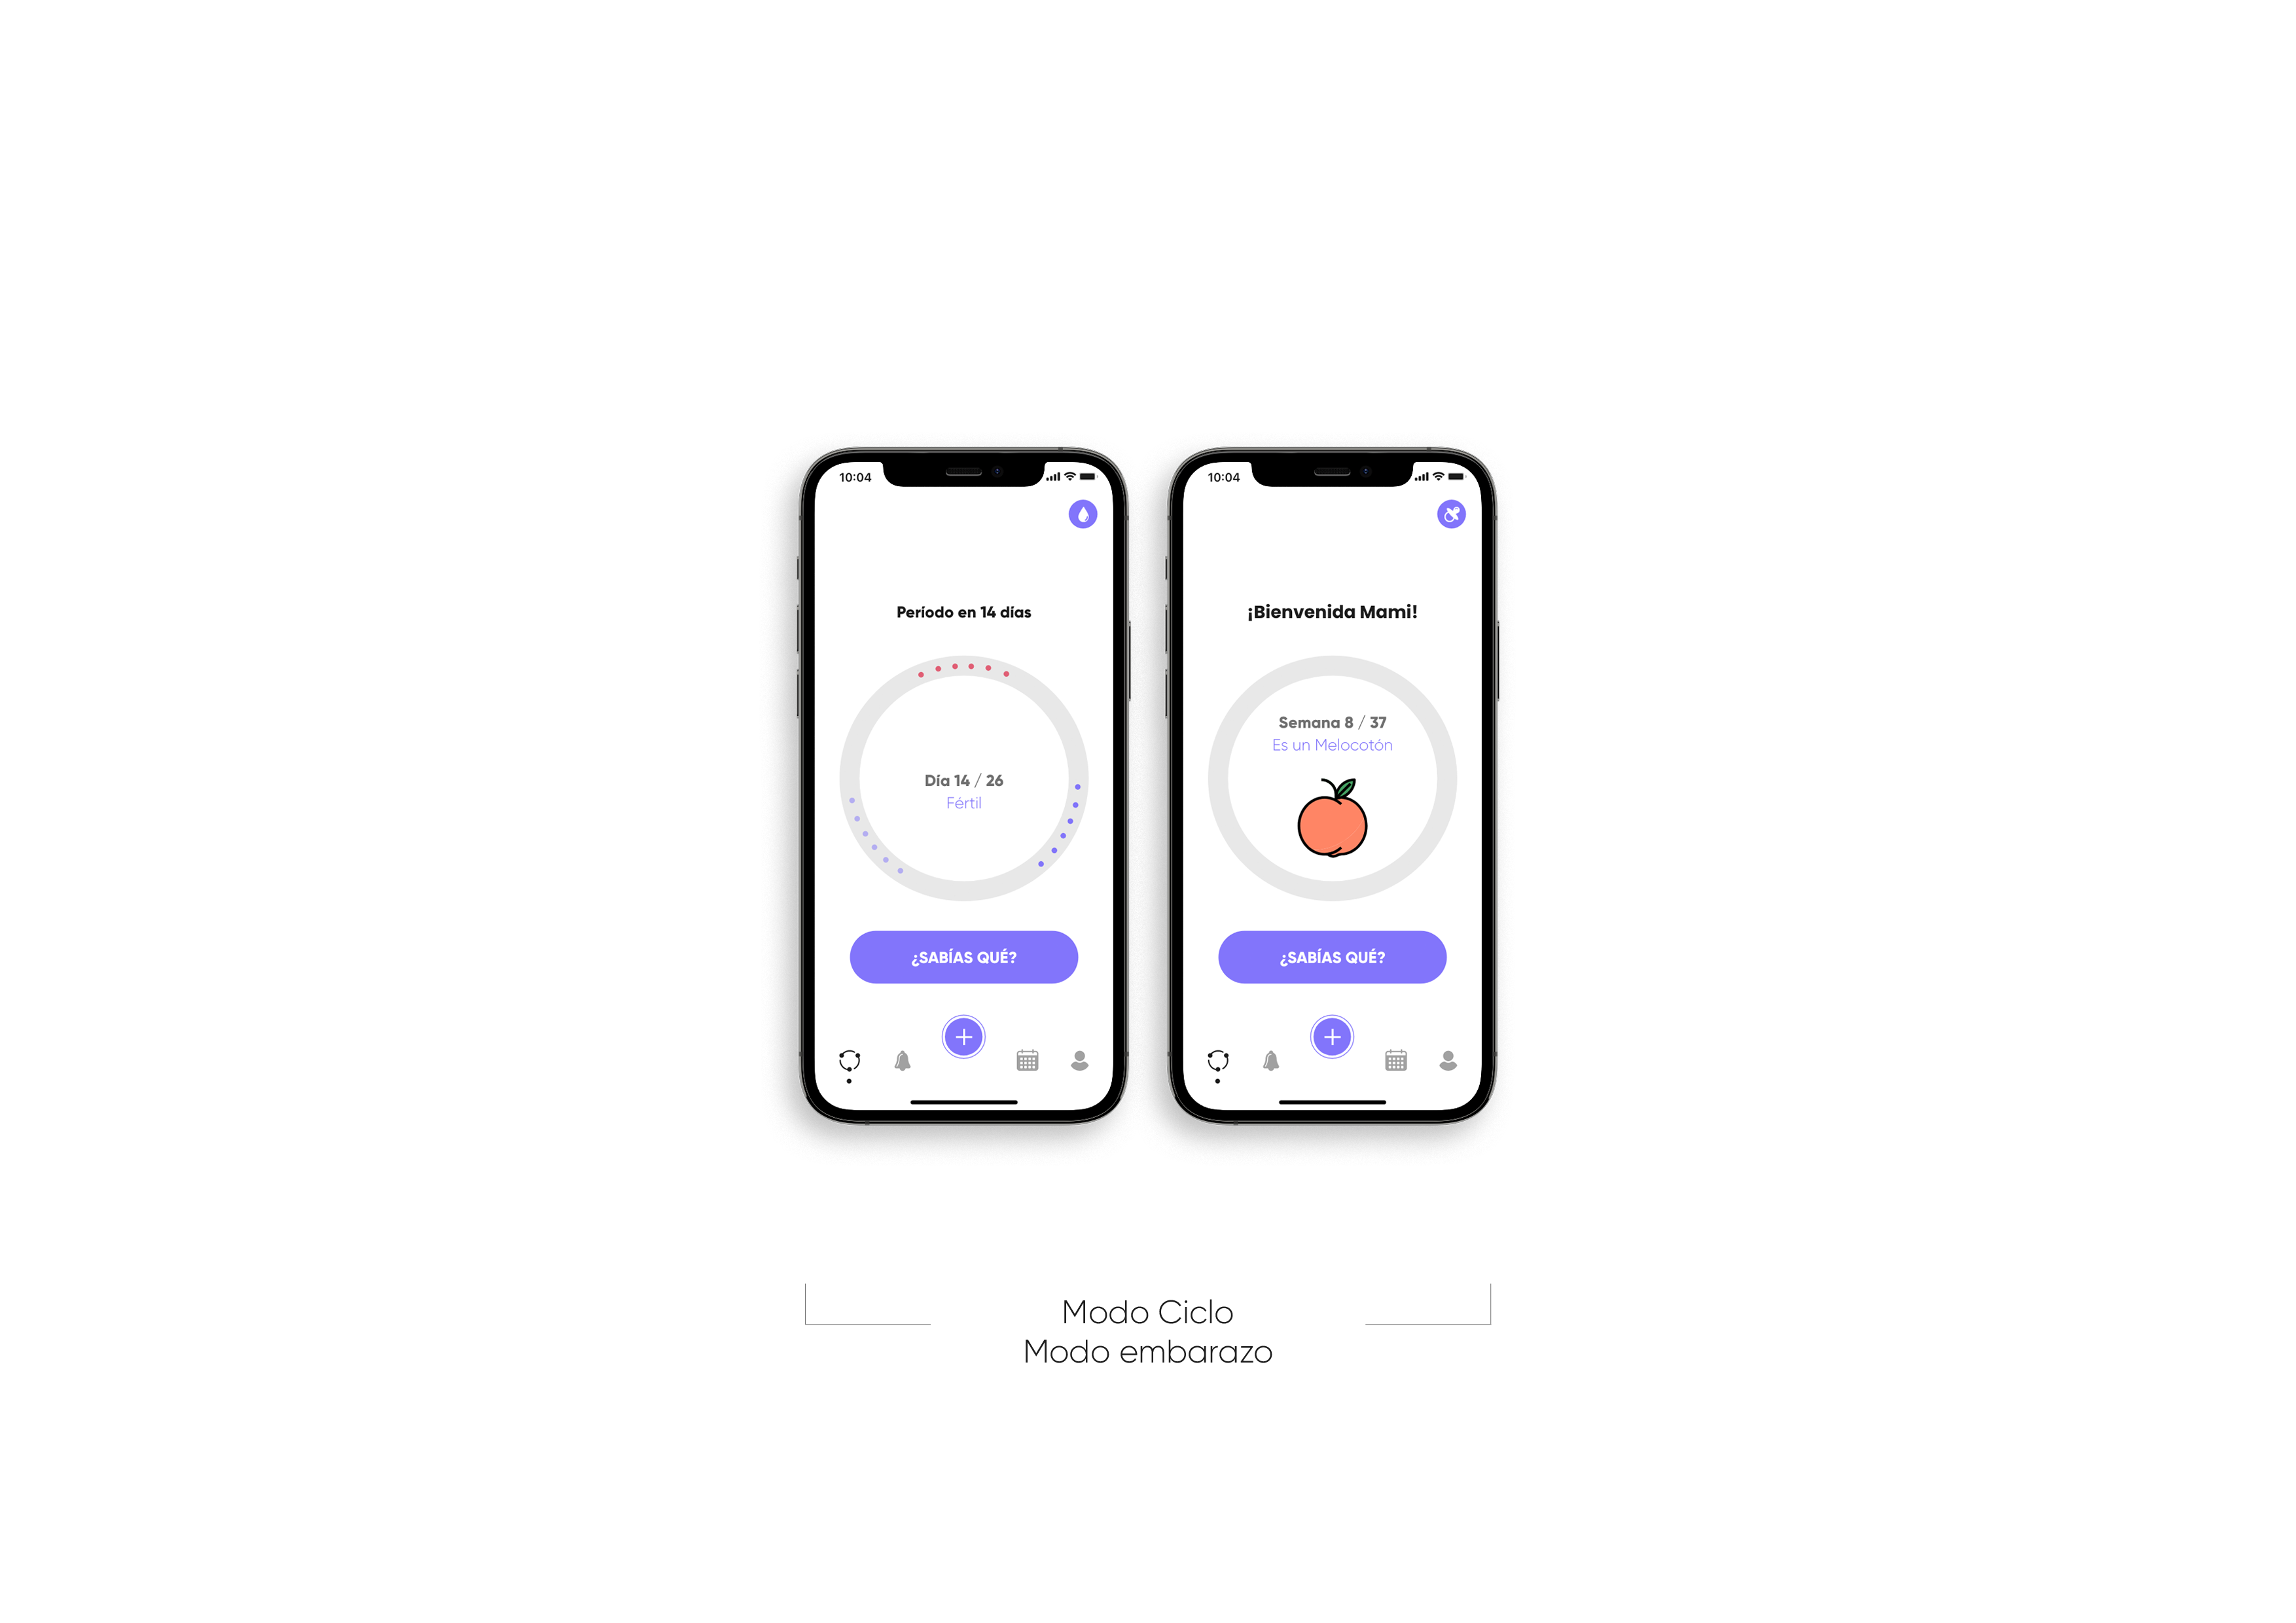 10:04
Período en 14 días
Día 14 / 26
Fértil
¿SABÍAS QUÉ?
10:04
¡Bienvenida Mami!
Semana 8 / 37
Es un Melocotón
¿SABÍAS QUÉ?
Modo Ciclo
Modo embarazo